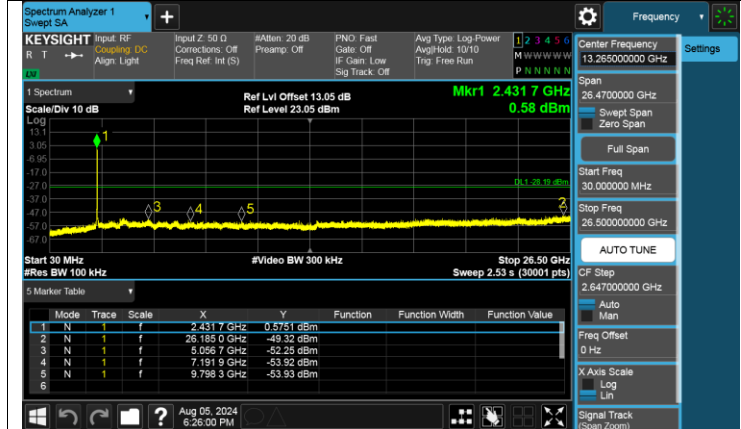 Spectrum Analyzer 1
Swept SA
+
Frequency
KEYSIGHT
R T
LXI
Input: RF
Coupling: DC
Align: Light
Input Z: 50 Ω
Corrections: Off
Freq Ref: Int (S)
#Atten: 20 dB
Preamp: Off
PNO: Fast
Gate: Off
IF Gain: Low
Sig Track: Off
Avg Type: Log-Power
Avg|Hold: 10/10
Trig: Free Run
1 2 3 4 5 6
M W W W W W
P N N N N N
Center Frequency
13.265000000 GHz
Settings
Span
26.4700000 GHz
Swept Span
Zero Span
Full Span
Start Freq
30.000000 MHz
Stop Freq
26.500000000 GHz
AUTO TUNE
CF Step
2.647000000 GHz
Auto
Man
Freq Offset
0 Hz
X Axis Scale
Log
Lin
Signal Track
(Span Zoom)
1 Spectrum
Scale/Div 10 dB
Ref Lvl Offset 13.05 dB
Ref Level 23.05 dBm
Mkr1 2.431 7 GHz
0.58 dBm
Log
13.1
3.05
-6.95
-17.0
-27.0
-37.0
-47.0
-57.0
-67.0
1
DL1 -28.19 dBm
3
4
5
2
Start 30 MHz
#Res BW 100 kHz
#Video BW 300 kHz
Stop 26.50 GHz
Sweep 2.53 s (30001 pts)
5 Marker Table
Mode Trace Scale X Y Function Function Width Function Value
1 N 1 f 2.431 7 GHz 0.5751 dBm
2 N 1 f 26.185 0 GHz -49.32 dBm
3 N 1 f 5.056 7 GHz -52.25 dBm
4 N 1 f 7.191 9 GHz -53.92 dBm
5 N 1 f 9.798 3 GHz -53.93 dBm
6
?
Aug 05, 2024
6:26:00 PM